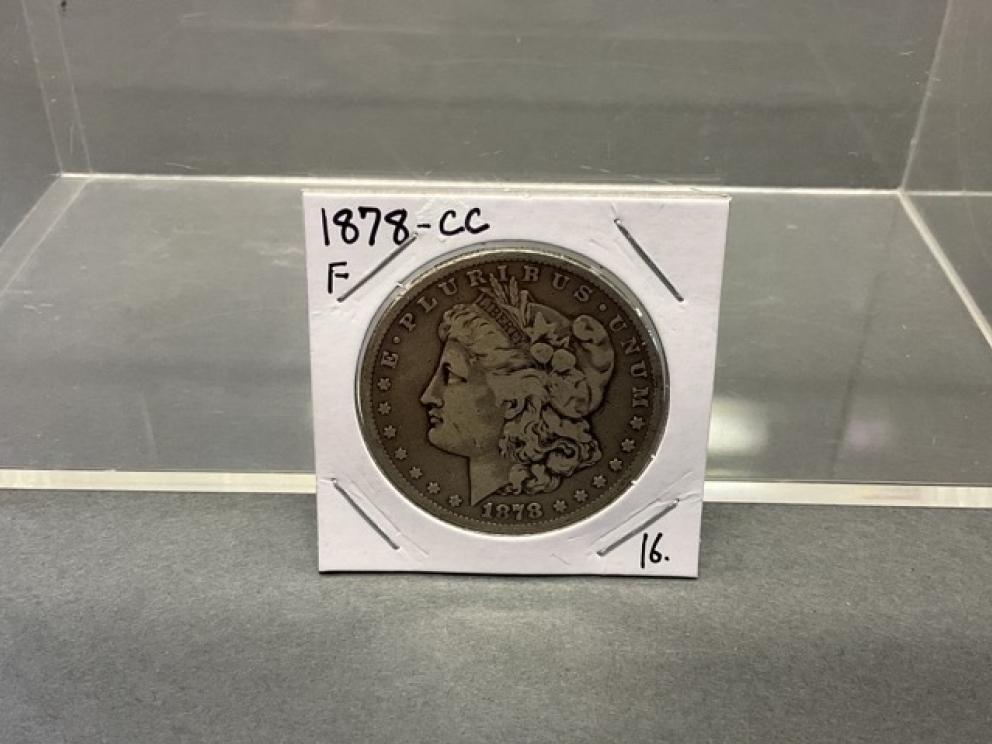 1878-CC
F
E · PLURIBUS · UNUM
LIBERTY
1878
16.